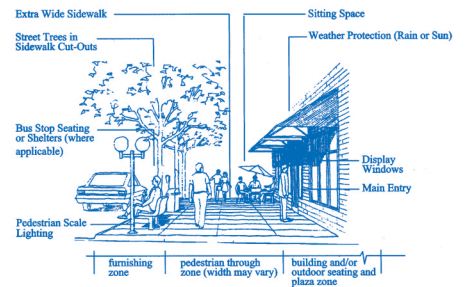 Extra Wide Sidewalk
Sitting Space
Street Trees in
Sidewalk Cut-Outs
Weather Protection (Rain or Sun)
Bus Stop Seating
or Shelters (where
applicable)
Display
Windows
Main Entry
Pedestrian Scale
Lighting
furnishing
zone
pedestrian through
zone (width may vary)
building and/or
outdoor seating and
plaza zone